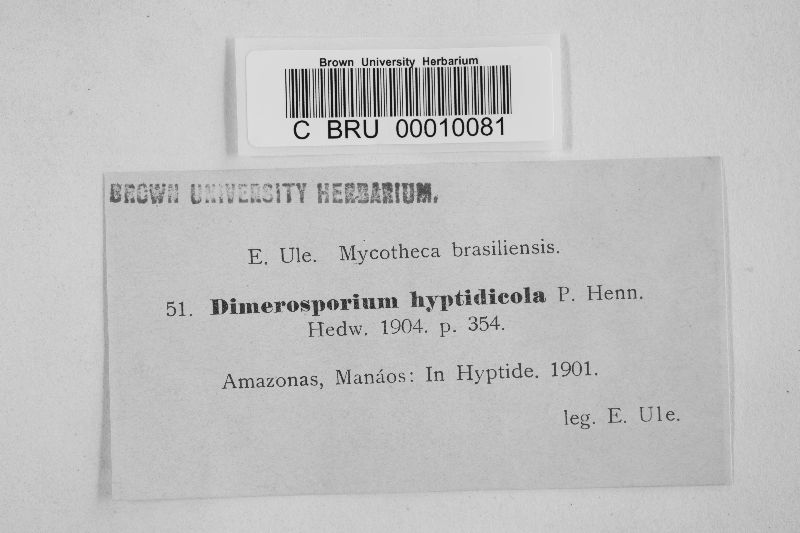 Brown University Herbarium
C BRU 00010081
BROWN UNIVERSITY HERBARIUM.
E. Ule. Mycotheca brasiliensis.
51. Dimerosporium hyptidicola P. Henn.
Hedw. 1904. p. 354.
Amazonas, Manáos: In Hyptide. 1901.
leg. E. Ule.